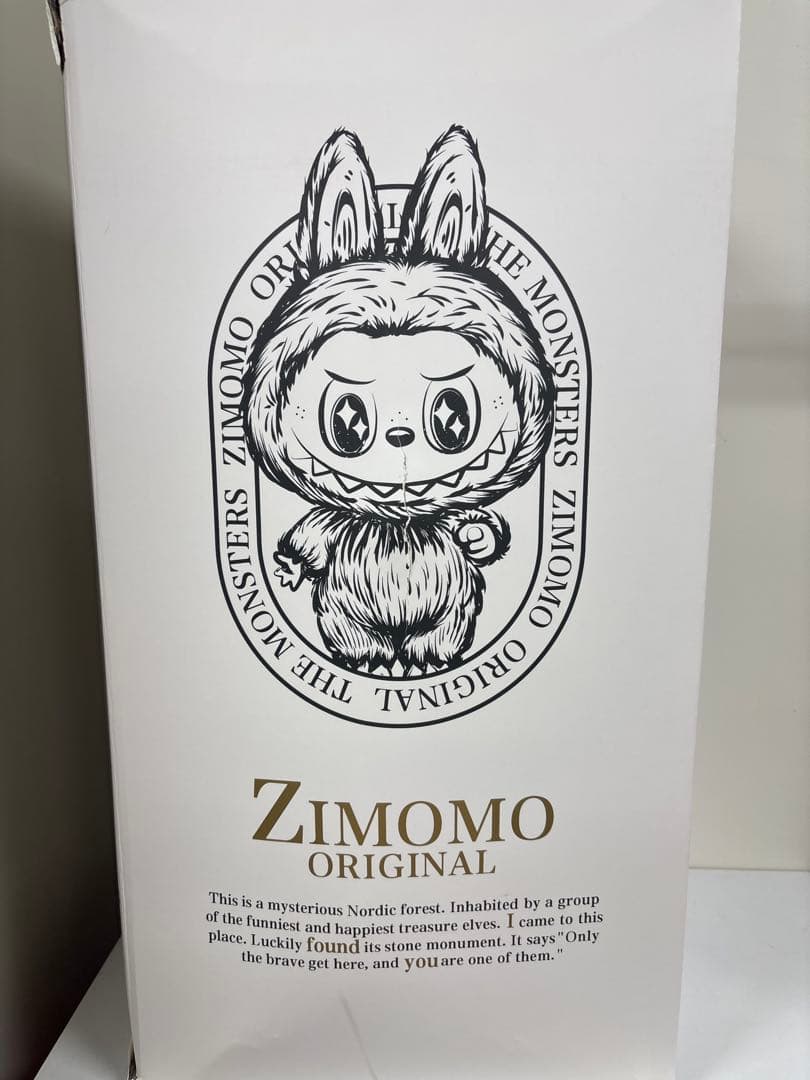 ZIMOMO ORI
HE MONSTERS ZIMOMO ORIGINAL THE MONSTERS
ZIMOMO
ORIGINAL
This is a mysterious Nordic forest. Inhabited by a group
of the funniest and happiest treasure elves. I came to this
place. Luckily found its stone monument. It says "Only
the brave get here, and you are one of them."